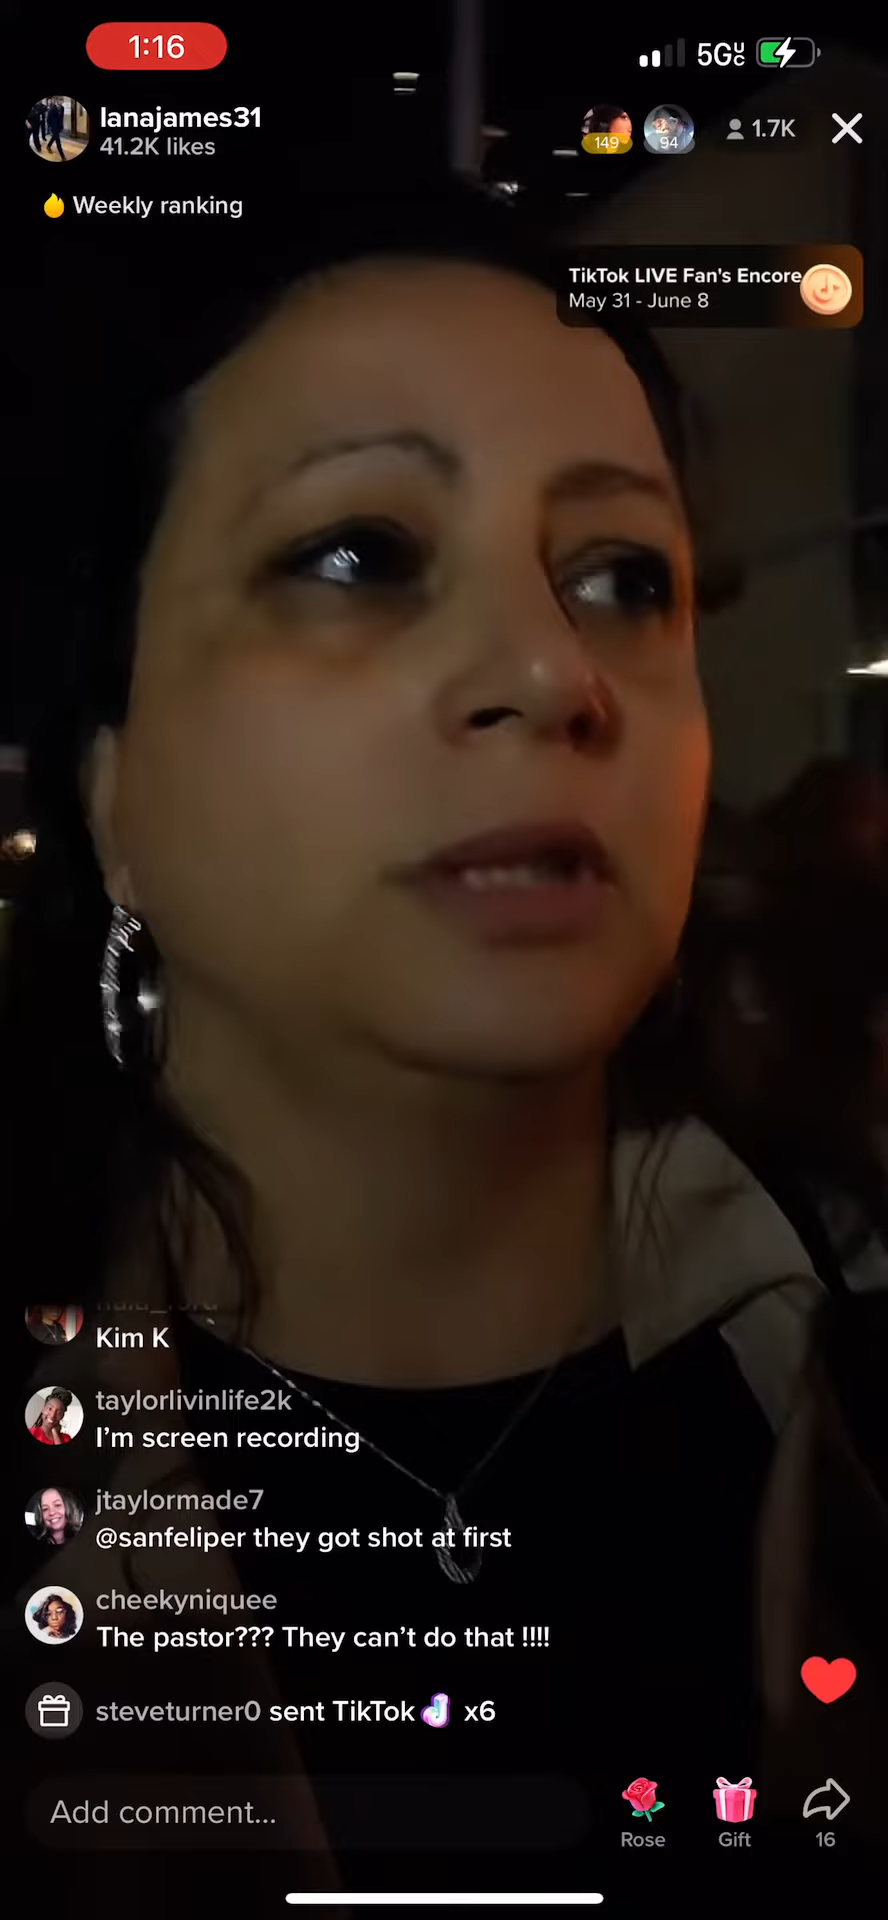 1:16
5G UC
lanajames31
41.2K likes
149
94
1.7K
Weekly ranking
TikTok LIVE Fan's Encore
May 31 - June 8
Kim K
taylorlivinlife2k
I'm screen recording
jtaylormade7
@sanfeliper they got shot at first
cheekyniquee
The pastor??? They can't do that !!!!
steveturner0 sent TikTok x6
Add comment...
Rose
Gift
16